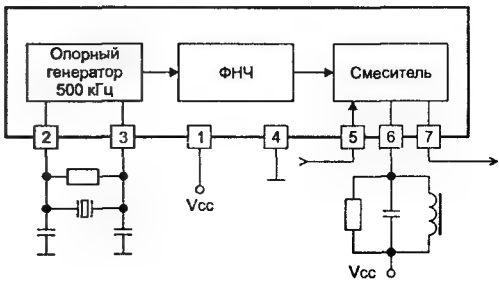 Опорный
генератор
500 кГц
ФНЧ
Смеситель
2
3
1
4
5
6
7
Vcc
Vcc